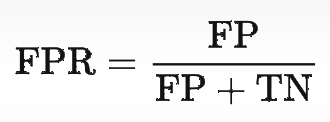 FPR = FP / FP + TN